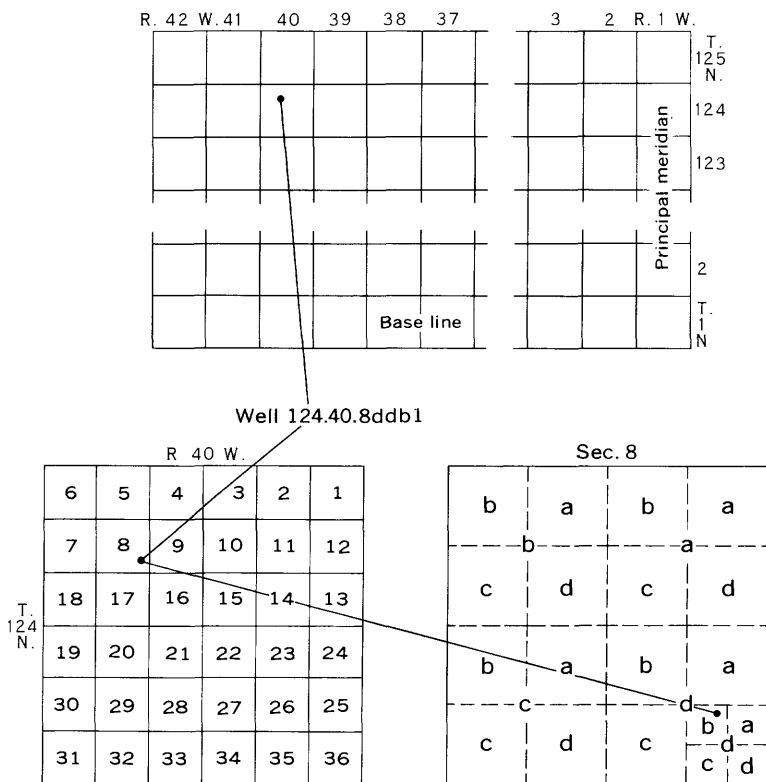 R. 42 W. 41 40 39 38 37 3 2 R. 1 W.
T.
125
N.
124
123
Principal meridian
2
T.
1
N
Base line
Well 124.40.8ddb1
R 40 W.
6 5 4 3 2 1
7 8 9 10 11 12
18 17 16 15 14 13
T.
124
N.
19 20 21 22 23 24
30 29 28 27 26 25
31 32 33 34 35 36
Sec. 8
b a b a
b a
c d c d
b a b a
c d
b a
c d c d
c d